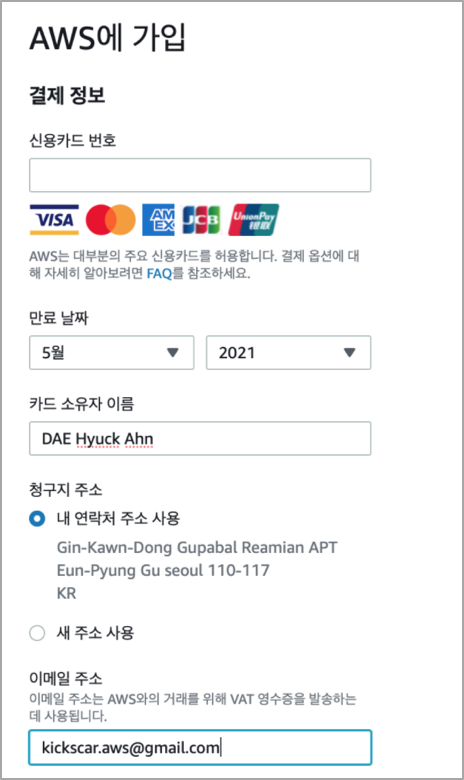 AWS에 가입
결제 정보
신용카드 번호
VISA AM EX JCB UnionPay 银联
AWS는 대부분의 주요 신용카드를 허용합니다. 결제 옵션에 대
해 자세히 알아보려면 FAQ를 참조하세요.
만료 날짜
5월 2021
카드 소유자 이름
DAE Hyuck Ahn
청구지 주소
내 연락처 주소 사용
Gin-Kawn-Dong Gupabal Reamian APT
Eun-Pyung Gu seoul 110-117
KR
새 주소 사용
이메일 주소
이메일 주소는 AWS와의 거래를 위해 VAT 영수증을 발송하는
데 사용됩니다.
kickscar.aws@gmail.com